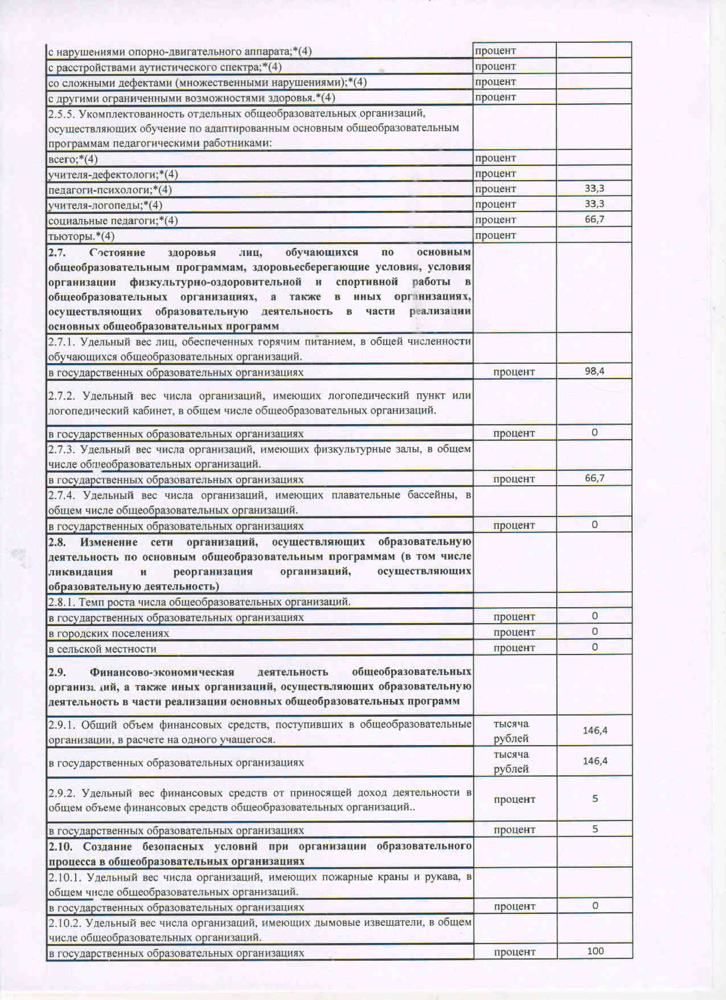 с нарушениями опорно-двигательного аппарата;*(4) процент
с расстройствами аутистического спектра;*(4) процент
со сложными дефектами (множественными нарушениями);*(4) процент
с другими ограниченными возможностями здоровья.*(4) процент
2.5.5. Укомплектованность отдельных общеобразовательных организаций,
осуществляющих обучение по адаптированным основным общеобразовательным
программам педагогическими работниками:
всего;*(4) процент
учителя-дефектологи;*(4) процент
педагоги-психологи;*(4) процент 33,3
учителя-логопеды;*(4) процент 33,3
социальные педагоги;*(4) процент 66,7
тьюторы.*(4) процент
2.7. Состояние здоровья лиц, обучающихся по основным
общеобразовательным программам, здоровьесберегающие условия, условия
организации физкультурно-оздоровительной и спортивной работы в
общеобразовательных организациях, а также в иных организациях,
осуществляющих образовательную деятельность в части реализации
основных общеобразовательных программ
2.7.1. Удельный вес лиц, обеспеченных горячим питанием, в общей численности
обучающихся общеобразовательных организаций.
в государственных образовательных организациях процент 98,4
2.7.2. Удельный вес числа организаций, имеющих логопедический пункт или
логопедический кабинет, в общем числе общеобразовательных организаций.
в государственных образовательных организациях процент 0
2.7.3. Удельный вес числа организаций, имеющих физкультурные залы, в общем
числе общеобразовательных организаций.
в государственных образовательных организациях процент 66,7
2.7.4. Удельный вес числа организаций, имеющих плавательные бассейны, в
общем числе общеобразовательных организаций.
в государственных образовательных организациях процент 0
2.8. Изменение сети организаций, осуществляющих образовательную
деятельность по основным общеобразовательным программам (в том числе
ликвидация и реорганизация организаций, осуществляющих
образовательную деятельность)
2.8.1. Темп роста числа общеобразовательных организаций.
в государственных образовательных организациях процент 0
в городских поселениях процент 0
в сельской местности процент 0
2.9. Финансово-экономическая деятельность общеобразовательных
организаций, а также иных организаций, осуществляющих образовательную
деятельность в части реализации основных общеобразовательных программ
2.9.1. Общий объем финансовых средств, поступивших в общеобразовательные тысяча
организации, в расчете на одного учащегося. рублей 146,4
в государственных образовательных организациях тысяча
рублей 146,4
2.9.2. Удельный вес финансовых средств от приносящей доход деятельности в
общем объеме финансовых средств общеобразовательных организаций.. процент 5
в государственных образовательных организациях процент 5
2.10. Создание безопасных условий при организации образовательного
процесса в общеобразовательных организациях
2.10.1. Удельный вес числа организаций, имеющих пожарные краны и рукава, в
общем числе общеобразовательных организаций.
в государственных образовательных организациях процент 0
2.10.2. Удельный вес числа организаций, имеющих дымовые извещатели, в общем
числе общеобразовательных организаций.
в государственных образовательных организациях процент 100